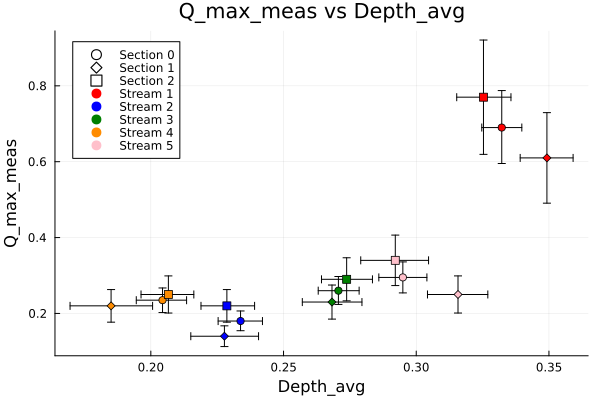 Q_max_meas vs Depth_avg
Section 0
Section 1
Section 2
Stream 1
Stream 2
Stream 3
Stream 4
Stream 5
0.8
0.6
0.4
0.2
Q_max_meas
0.20 0.25 0.30 0.35
Depth_avg